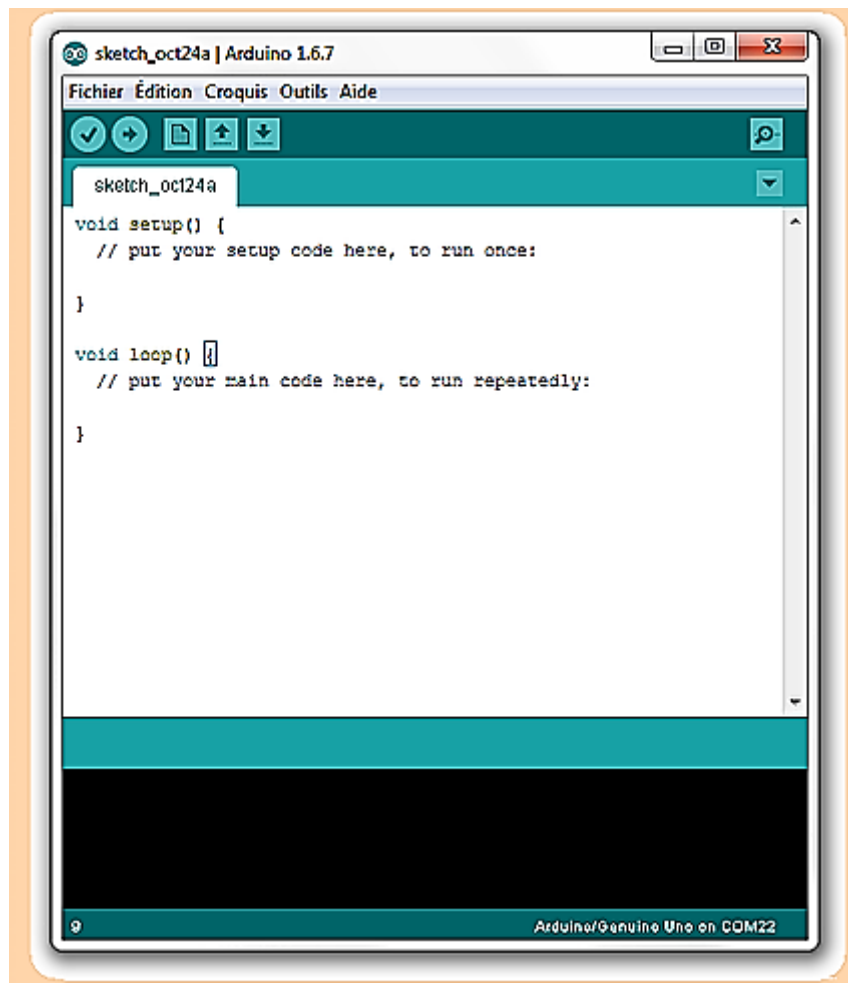 sketch_oct24a | Arduino 1.6.7
Fichier Édition Croquis Outils Aide
sketch_oct24a
void setup() {
// put your setup code here, to run once:
}
void loop() {
// put your main code here, to run repeatedly:
}
9
Arduino/Genuino Uno on COM22